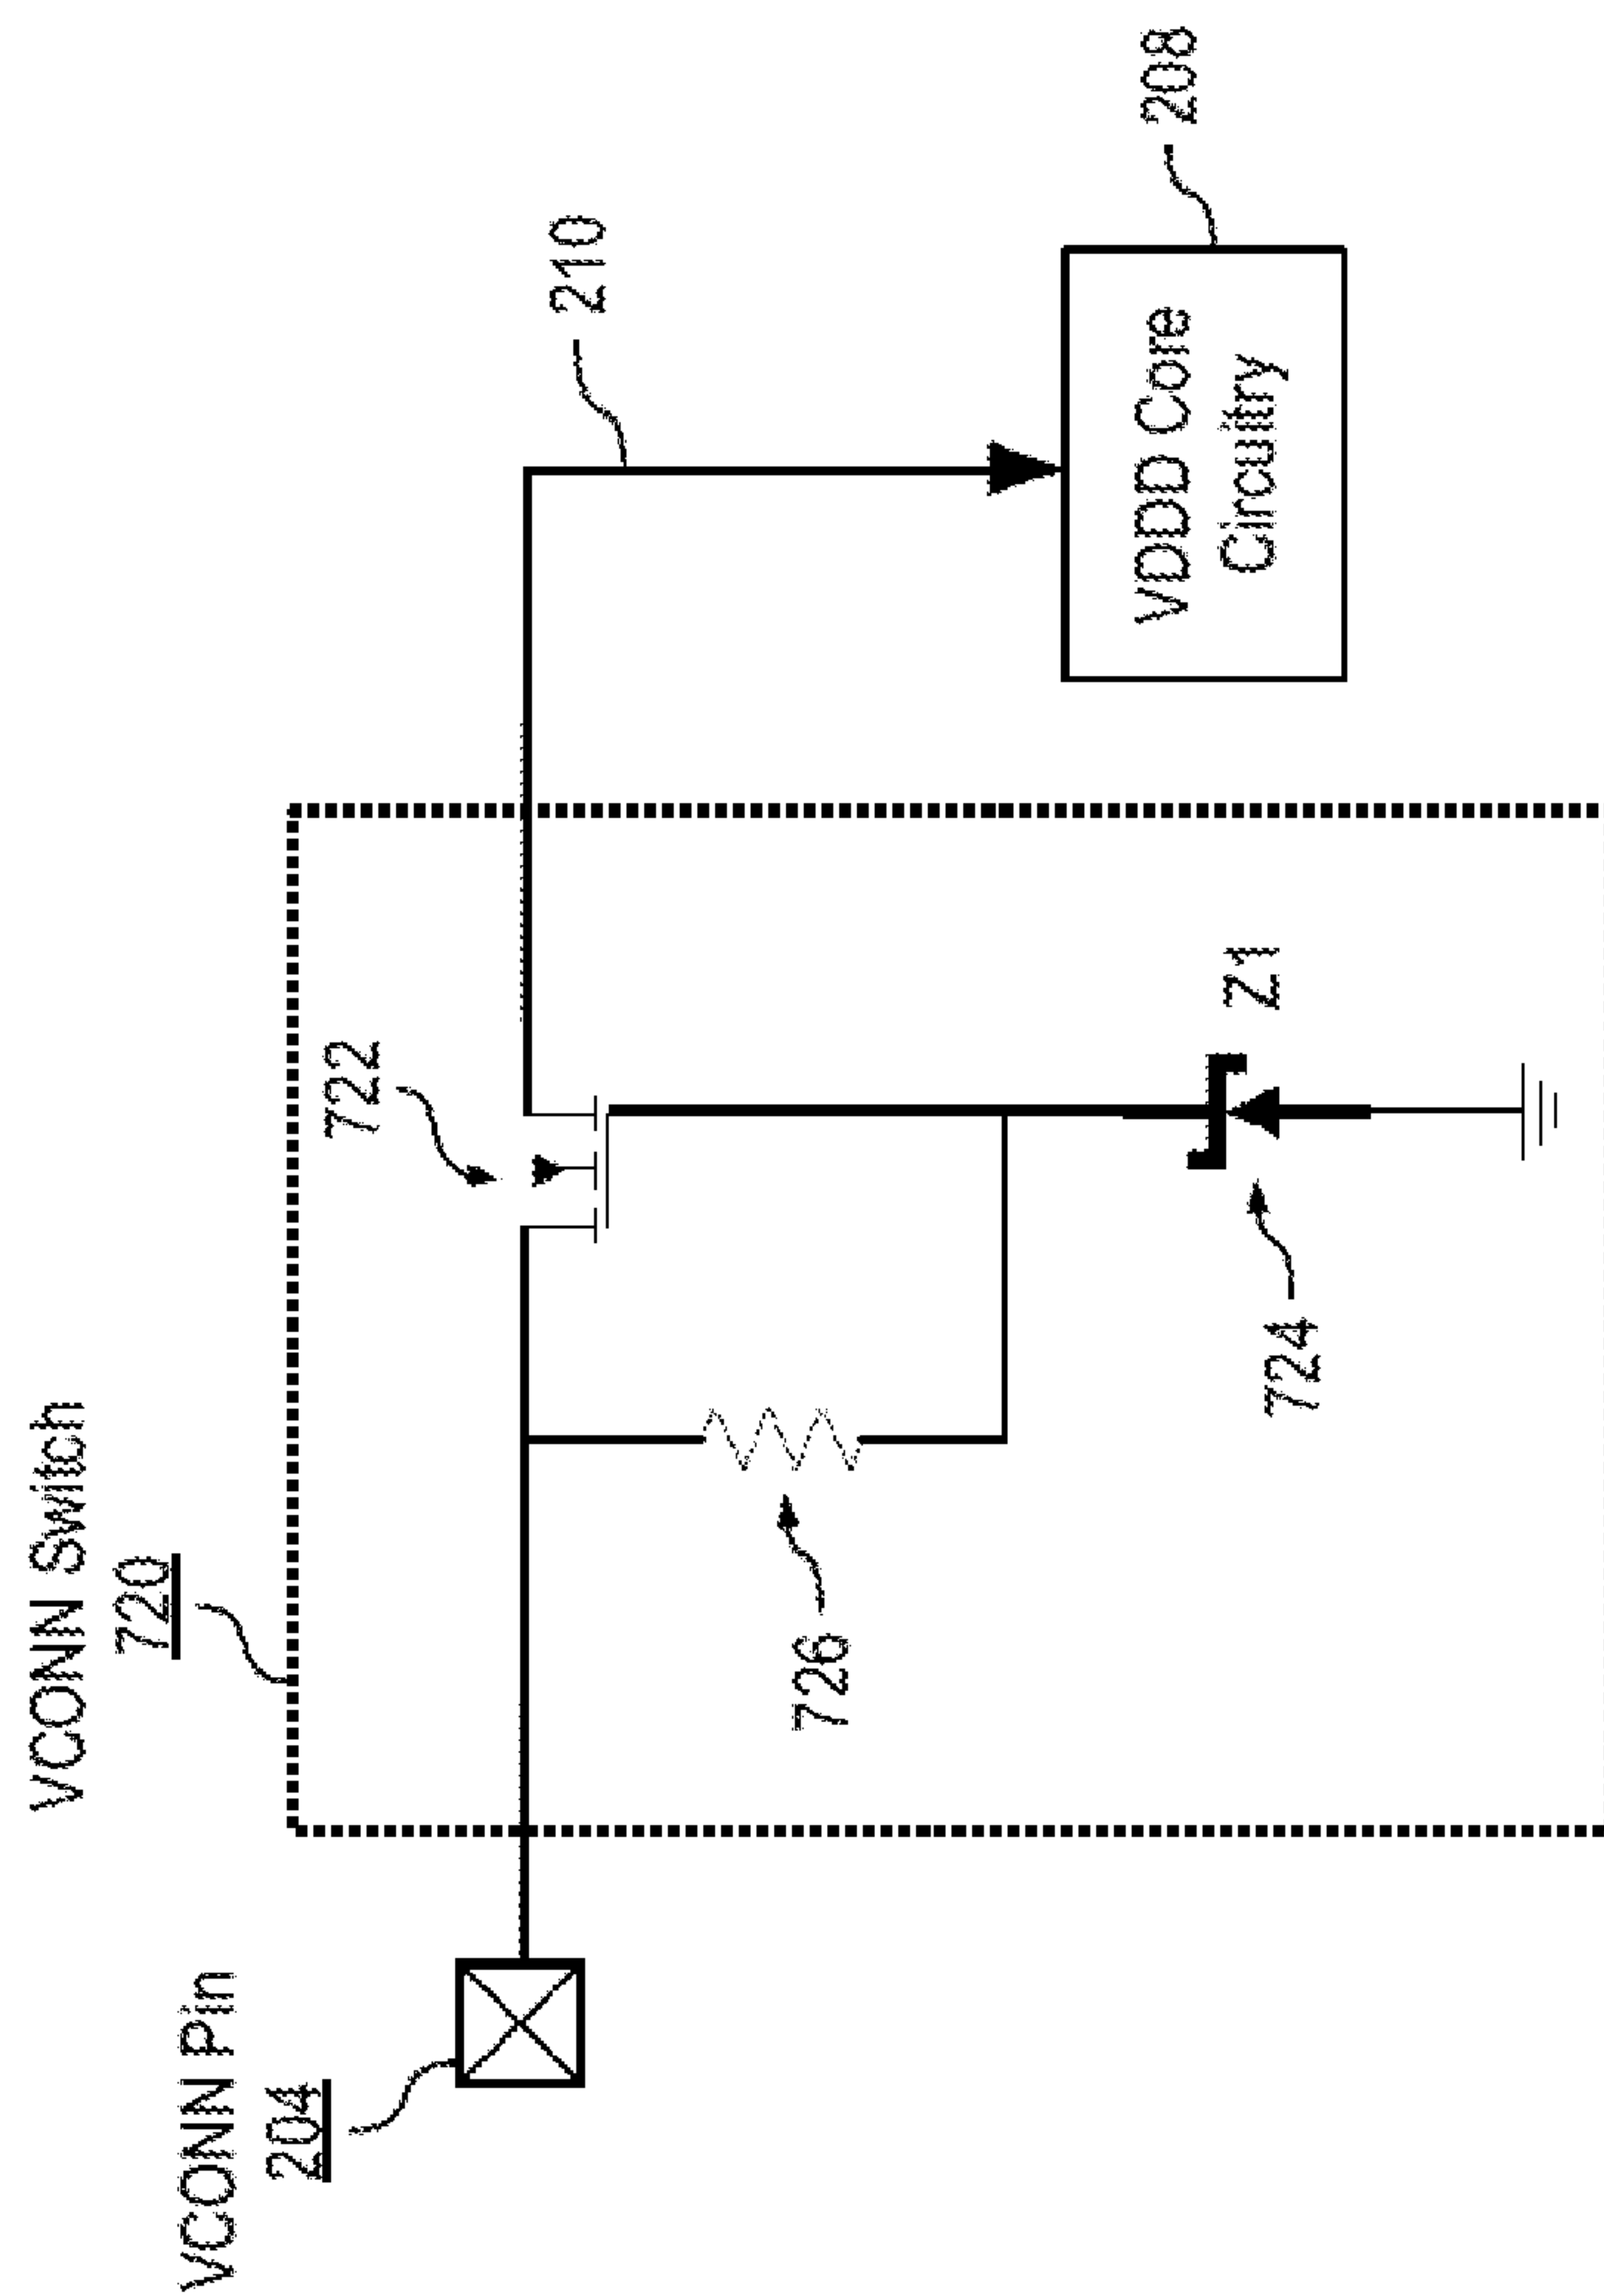 VCONN Switch
720
VCONN Pin
204
722
210
726
724
Z1
VDDD Core
Circuitry
208